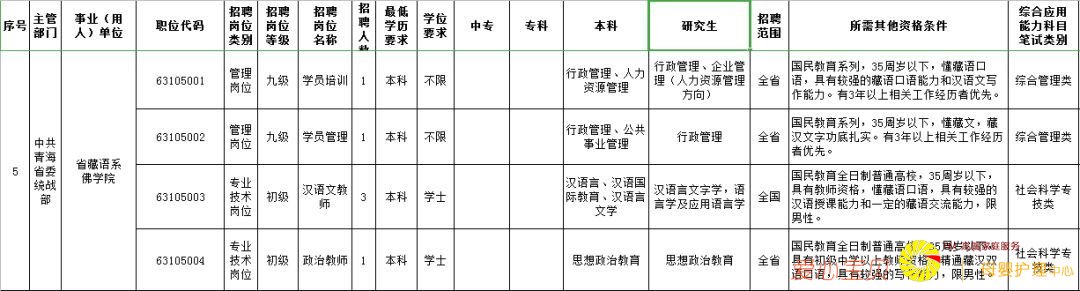 序号 主管部门 事业（用人）单位 职位代码 招聘岗位类别 招聘岗位等级 招聘岗位名称 招聘人数 最低学历要求 学位要求 中专 专科 本科 研究生 招聘范围 所需其他资格条件 综合应用能力科目笔试类别
5 中共青海省委统战部 省藏语系佛学院
63105001 管理岗位 九级 学员培训 1 本科 不限 行政管理、人力资源管理 行政管理、企业管理（人力资源管理方向） 全省 国民教育系列，35周岁以下，懂藏语口语，具有较强的藏语口语能力和汉语文写作能力。有3年以上相关工作经历者优先。 综合管理类
63105002 管理岗位 九级 学员管理 1 本科 不限 行政管理、公共事业管理 行政管理 全省 国民教育系列，35周岁以下，懂藏文，藏汉文字功底扎实。有3年以上相关工作经历者优先。 综合管理类
63105003 专业技术岗位 初级 汉语文教师 3 本科 学士 汉语言、汉语国际教育、汉语言文学 汉语言文字学，语言学及应用语言学 全国 国民教育全日制普通高校，35周岁以下，具有教师资格，懂藏语口语，具有较强的汉语授课能力和一定的藏语交流能力，限男性。 社会科学专技类
63105004 专业技术岗位 初级 政治教师 1 本科 学士 思想政治教育 思想政治教育 全省 国民教育全日制普通高校，35周岁以下，具有初级中学以上教师资格，精通藏汉双语口语，具有较强的写作能力，限男性。 社会科学专技类
母婴护理中心